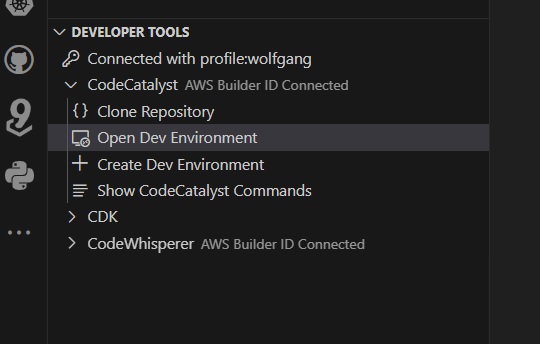 DEVELOPER TOOLS
Connected with profile:wolfgang
CodeCatalyst AWS Builder ID Connected
{} Clone Repository
Open Dev Environment
Create Dev Environment
Show CodeCatalyst Commands
CDK
CodeWhisperer AWS Builder ID Connected